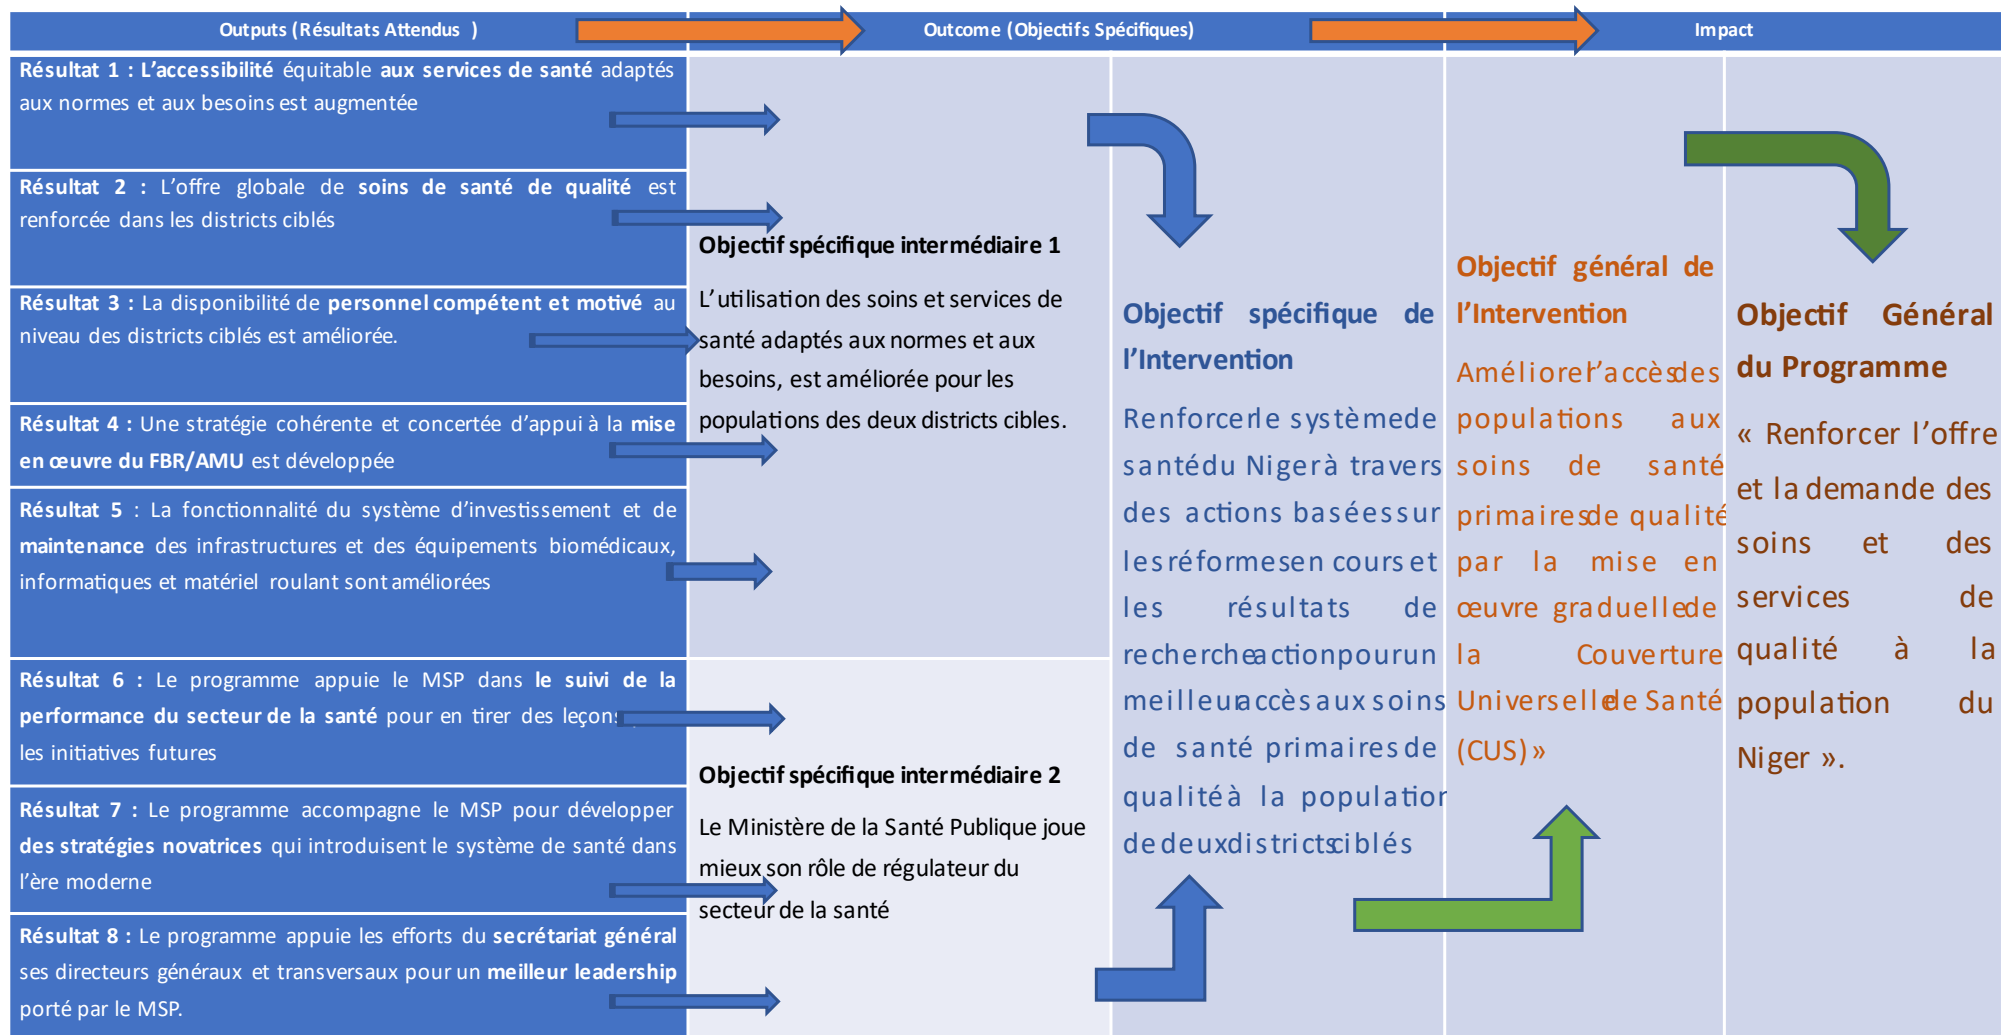 Outputs (Résultats Attendus )
Outcome (Objectifs Spécifiques)
Impact
Résultat 1 : L'accessibilité équitable aux services de santé adaptés
aux normes et aux besoins est augmentée
Résultat 2 : L'offre globale de soins de santé de qualité est
renforcée dans les districts ciblés
Résultat 3 : La disponibilité de personnel compétent et motivé au
niveau des districts ciblés est améliorée.
Résultat 4 : Une stratégie cohérente et concertée d'appui à la mise
en œuvre du FBR/AMU est développée
Résultat 5 : La fonctionnalité du système d'investissement et de
maintenance des infrastructures et des équipements biomédicaux,
informatiques et matériel roulant sont améliorées
Résultat 6 : Le programme appuie le MSP dans le suivi de la
performance du secteur de la santé pour en tirer des leçons
les initiatives futures
Résultat 7 : Le programme accompagne le MSP pour développer
des stratégies novatrices qui introduisent le système de santé dans
l'ère moderne
Résultat 8 : Le programme appuie les efforts du secrétariat général
ses directeurs généraux et transversaux pour un meilleur leadership
porté par le MSP.
Objectif spécifique intermédiaire 1
L'utilisation des soins et services de
santé adaptés aux normes et aux
besoins, est améliorée pour les
populations des deux districts cibles.
Objectif spécifique intermédiaire 2
Le Ministère de la Santé Publique joue
mieux son rôle de régulateur du
secteur de la santé
Objectif spécifique de
l'Intervention
Renforcer le système de
santé du Niger à travers
des actions basées sur
les réformes en cours et
les résultats de
recherche action pour un
meilleur accès aux soins
de santé primaires de
qualité à la population
de deux districts ciblés
Objectif général de
l'Intervention
Améliorer l'accès des
populations aux
soins de santé
primaires de qualité
par la mise en
œuvre graduelle de
la Couverture
Universelle de Santé
(CUS) »
Objectif Général
du Programme
« Renforcer l'offre
et la demande des
soins et des
services de
qualité à la
population du
Niger ».